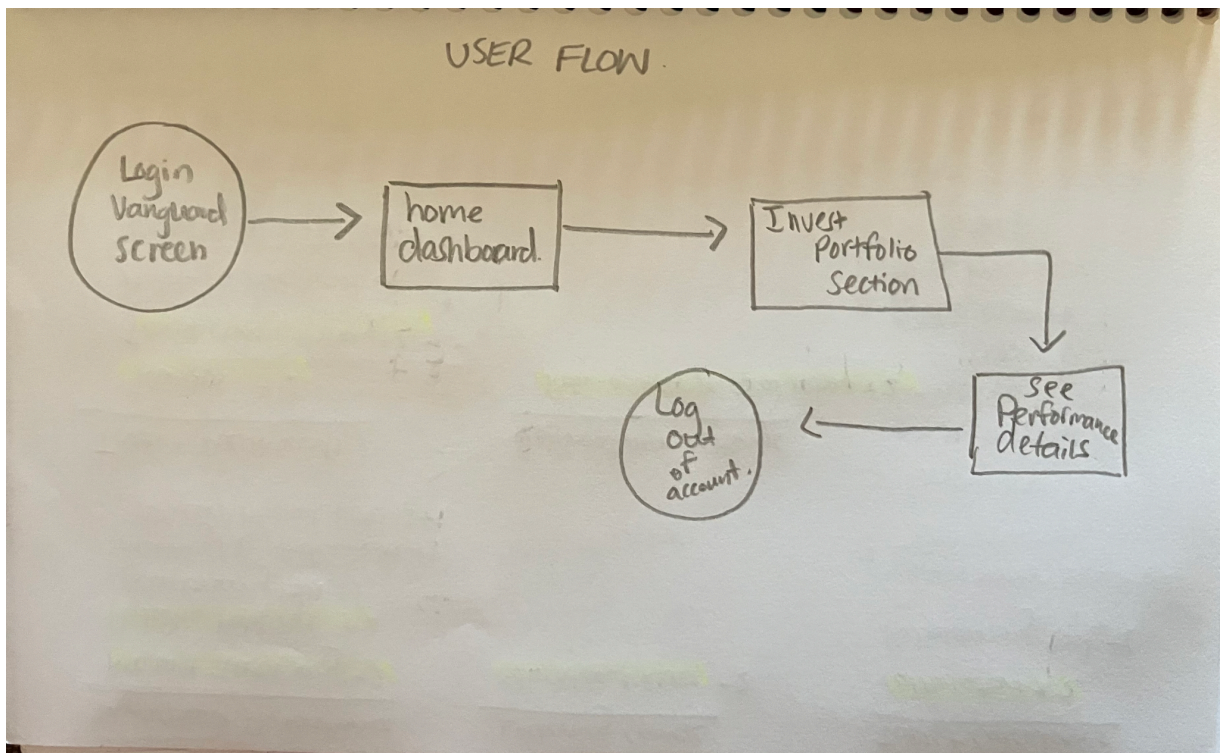 USER FLOW.
Login
Vanguard
screen
home
dashboard.
Invest
Portfolio
Section
see
Performance
details
Log
out
of
account.